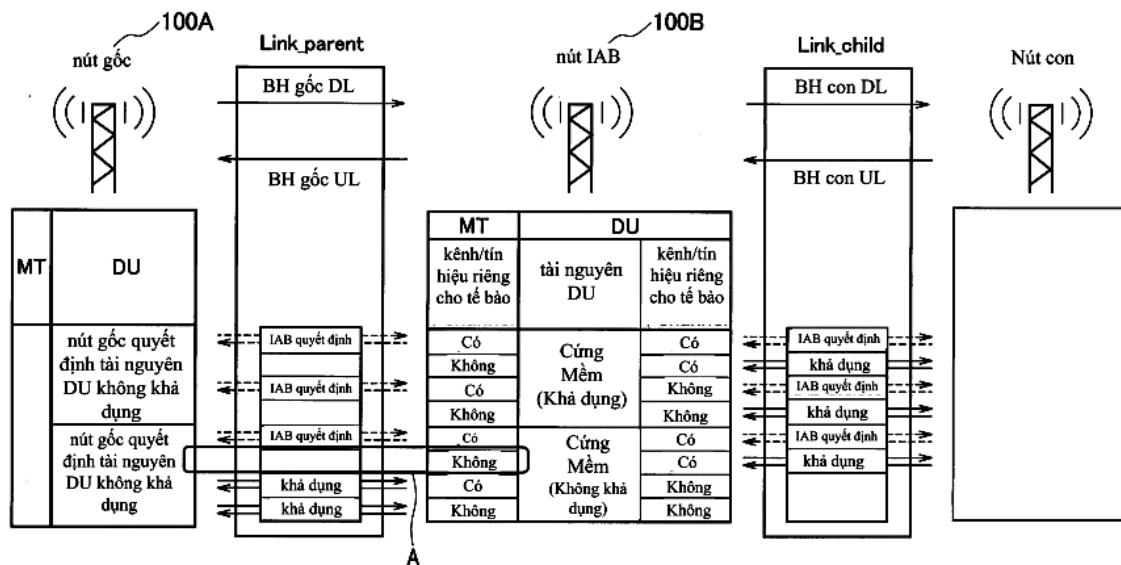 100A
100B
nút gốc
Link_parent
nút IAB
Link_child
Nút con
BH gốc DL
BH gốc UL
BH con DL
BH con UL
MT
DU
nút gốc quyết
định tài nguyên
DU không khả
dụng
nút gốc quyết
định tài nguyên
DU không khả
dụng
IAB quyết định
IAB quyết định
IAB quyết định
khả dụng
khả dụng
A
MT
DU
kênh/tín
hiệu riêng
cho tế bào
tài nguyên
DU
kênh/tín
hiệu riêng
cho tế bào
Có
Không
Có
Không
Có
Không
Có
Không
Cứng
Mềm
(Khả dụng)
Cứng
Mềm
(Không khả
dụng)
Có
Có
Không
Không
Có
Có
Không
Không
IAB quyết định
khả dụng
IAB quyết định
khả dụng
IAB quyết định
khả dụng